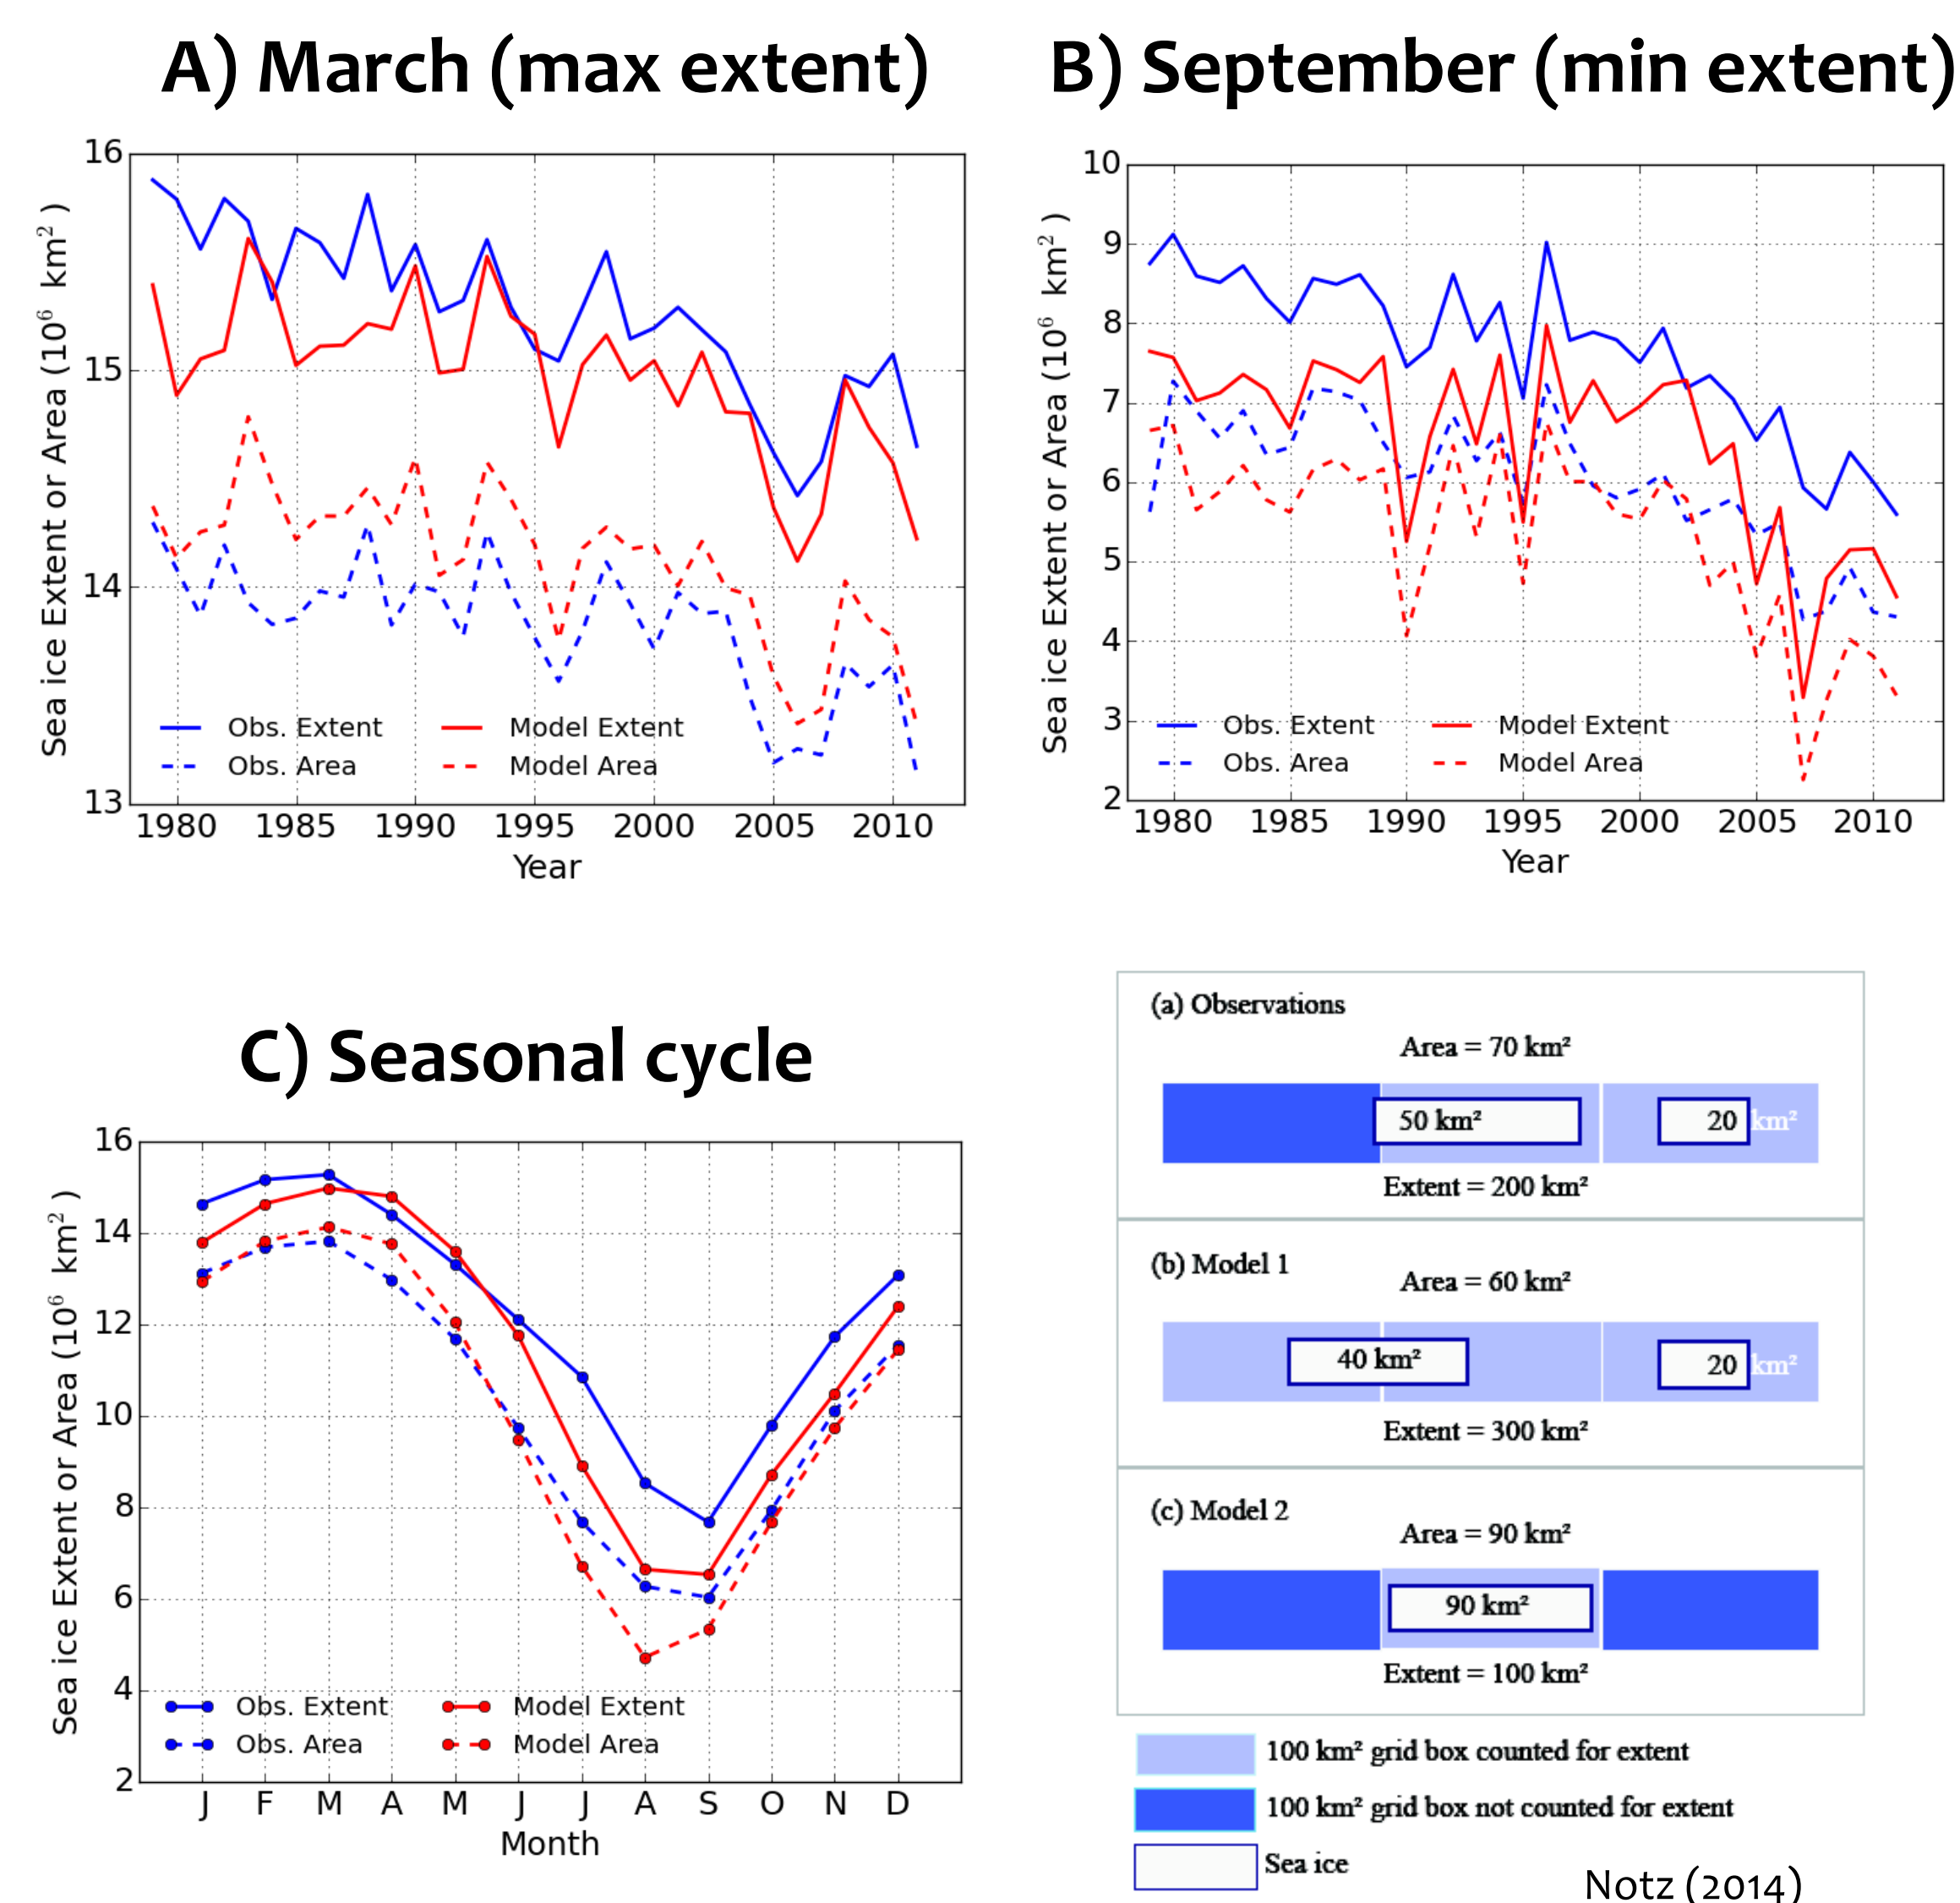 A) March (max extent)
B) September (min extent)
16
15
14
13
Sea ice Extent or Area (10⁶ km²)
Obs. Extent
Model Extent
Obs. Area
Model Area
1980 1985 1990 1995 2000 2005 2010
Year
10
9
8
7
6
5
4
3
2
Sea ice Extent or Area (10⁶ km²)
Obs. Extent
Model Extent
Obs. Area
Model Area
1980 1985 1990 1995 2000 2005 2010
Year
C) Seasonal cycle
16
14
12
10
8
6
4
2
Sea ice Extent or Area (10⁶ km²)
Obs. Extent
Model Extent
Obs. Area
Model Area
J F M A M J J A S O N D
Month
(a) Observations
Area = 70 km²
50 km²
20 km²
Extent = 200 km²
(b) Model 1
Area = 60 km²
40 km²
20 km²
Extent = 300 km²
(c) Model 2
Area = 90 km²
90 km²
Extent = 100 km²
100 km² grid box counted for extent
100 km² grid box not counted for extent
Sea ice
Notz (2014)